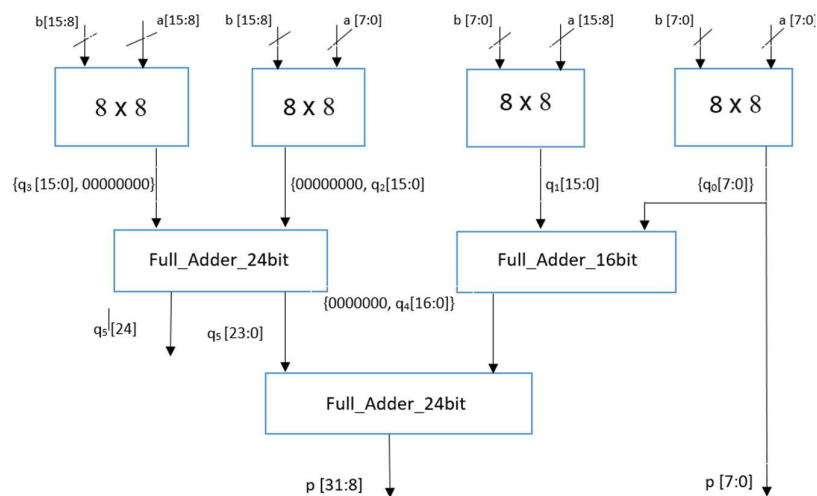 b[15:8] a[15:8] b [15:8] a [7:0] b [7:0] a [15:8] b [7:0] a [7:0]
8 x 8 8 x 8 8 x 8 8 x 8
{q₃ [15:0], 00000000} {00000000, q₂[15:0} q₁[15:0] {q₀[7:0]}
Full_Adder_24bit Full_Adder_16bit
{0000000, q₄[16:0]}
q₅ [24] q₅ [23:0]
Full_Adder_24bit
p [31:8] p [7:0]